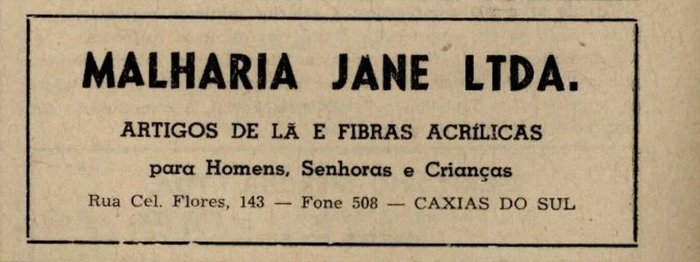 MALHARIA JANE LTDA.
ARTIGOS DE LÃ E FIBRAS ACRÍLICAS
para Homens, Senhoras e Crianças
Rua Cel. Flores, 143 — Fone 508 — CAXIAS DO SUL